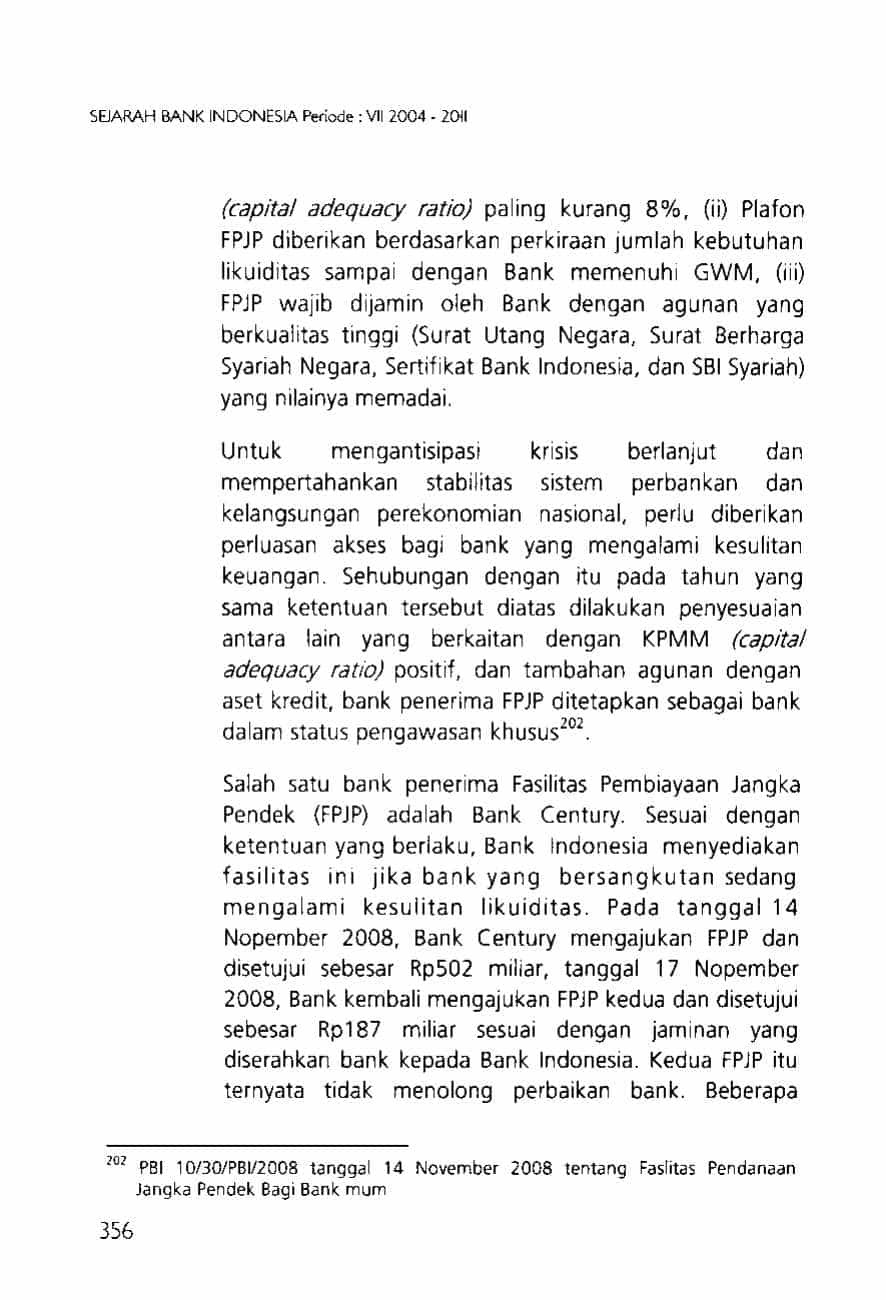 SEJARAH BANK INDONESIA Periode : VII 2004 - 2011
(capital adequacy ratio) paling kurang 8%, (ii) Plafon
FPJP diberikan berdasarkan perkiraan jumlah kebutuhan
likuiditas sampai dengan Bank memenuhi GWM, (iii)
FPJP wajib dijamin oleh Bank dengan agunan yang
berkualitas tinggi (Surat Utang Negara, Surat Berharga
Syariah Negara, Sertifikat Bank Indonesia, dan SBI Syariah)
yang nilainya memadai.
Untuk mengantisipasi krisis berlanjut dan
mempertahankan stabilitas sistem perbankan dan
kelangsungan perekonomian nasional, perlu diberikan
perluasan akses bagi bank yang mengalami kesulitan
keuangan. Sehubungan dengan itu pada tahun yang
sama ketentuan tersebut diatas dilakukan penyesuaian
antara lain yang berkaitan dengan KPMM (capital
adequacy ratio) positif, dan tambahan agunan dengan
aset kredit, bank penerima FPJP ditetapkan sebagai bank
dalam status pengawasan khusus202.
Salah satu bank penerima Fasilitas Pembiayaan Jangka
Pendek (FPJP) adalah Bank Century. Sesuai dengan
ketentuan yang berlaku, Bank Indonesia menyediakan
fasilitas ini jika bank yang bersangkutan sedang
mengalami kesulitan likuiditas. Pada tanggal 14
Nopember 2008, Bank Century mengajukan FPJP dan
disetujui sebesar Rp502 miliar, tanggal 17 Nopember
2008, Bank kembali mengajukan FPJP kedua dan disetujui
sebesar Rp187 miliar sesuai dengan jaminan yang
diserahkan bank kepada Bank Indonesia. Kedua FPJP itu
ternyata tidak menolong perbaikan bank. Beberapa
202 PBI 10/30/PBI/2008 tanggal 14 November 2008 tentang Faslitas Pendanaan
Jangka Pendek Bagi Bank mum
356